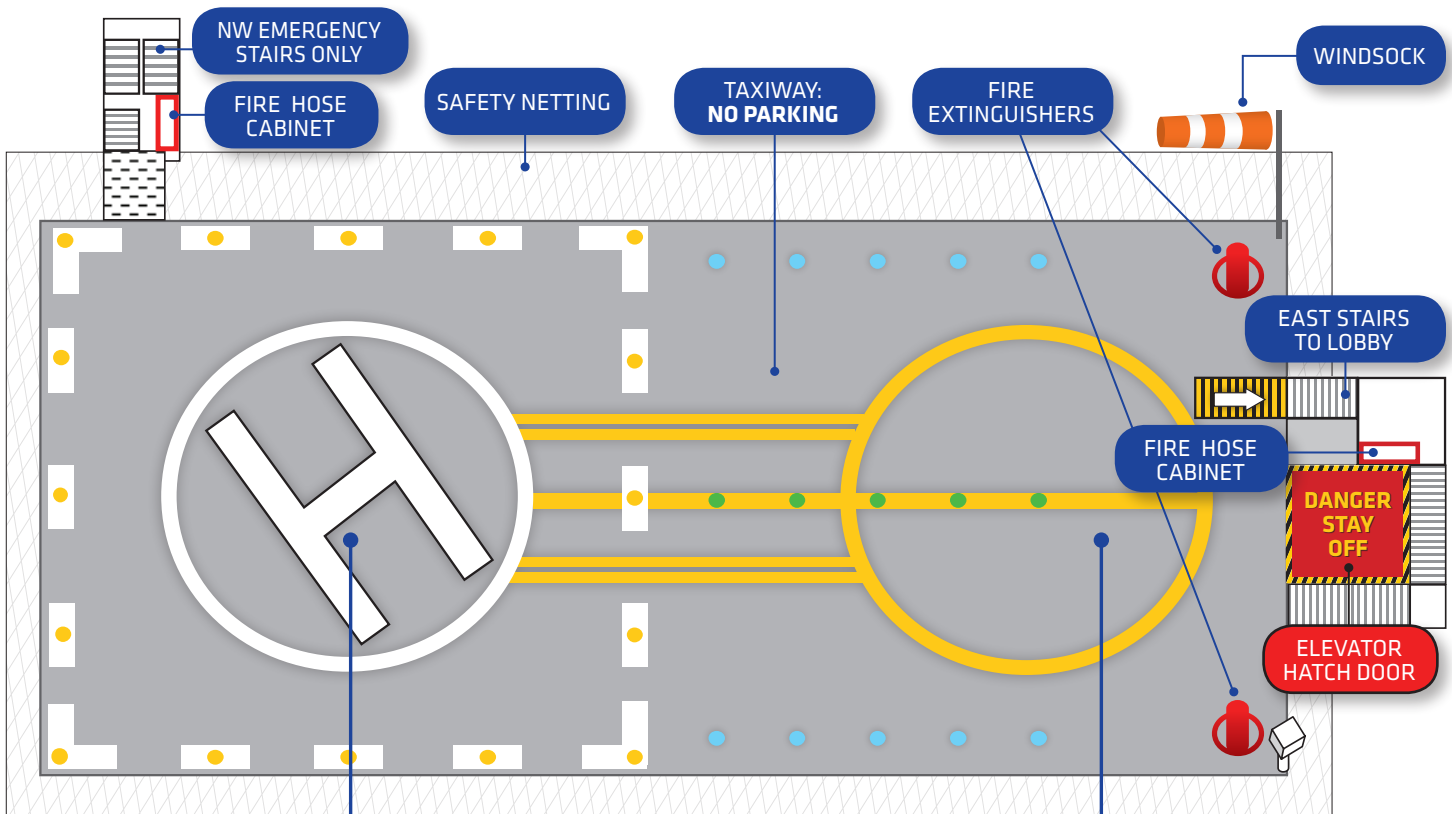 NW EMERGENCY
STAIRS ONLY
FIRE HOSE
CABINET
SAFETY NETTING
TAXIWAY:
NO PARKING
FIRE
EXTINGUISHERS
WINDSOCK
EAST STAIRS
TO LOBBY
FIRE HOSE
CABINET
H
DANGER
STAY
OFF
ELEVATOR
HATCH DOOR